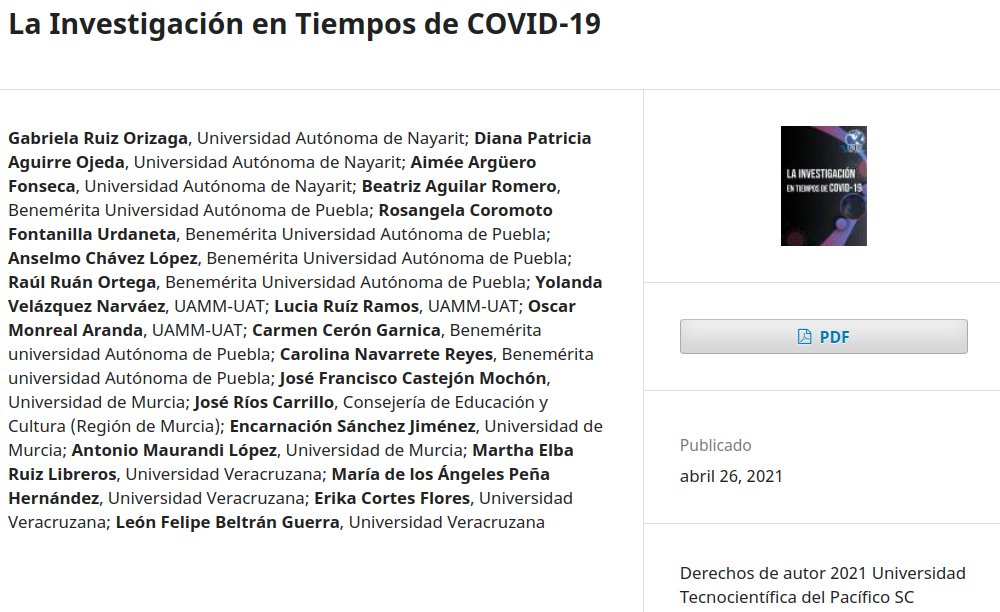 La Investigación en Tiempos de COVID-19
Gabriela Ruiz Orizaga, Universidad Autónoma de Nayarit; Diana Patricia
Aguirre Ojeda, Universidad Autónoma de Nayarit; Aimée Argüero
Fonseca, Universidad Autónoma de Nayarit; Beatriz Aguilar Romero,
Benemérita Universidad Autónoma de Puebla; Rosangela Coromoto
Fontanilla Urdaneta, Benemérita Universidad Autónoma de Puebla;
Anselmo Chávez López, Benemérita Universidad Autónoma de Puebla;
Raúl Ruán Ortega, Benemérita Universidad Autónoma de Puebla; Yolanda
Velázquez Narváez, UAMM-UAT; Lucia Ruíz Ramos, UAMM-UAT; Oscar
Monreal Aranda, UAMM-UAT; Carmen Cerón Garnica, Benemérita
universidad Autónoma de Puebla; Carolina Navarrete Reyes, Benemérita
universidad Autónoma de Puebla; José Francisco Castejón Mochón,
Universidad de Murcia; José Ríos Carrillo, Consejería de Educación y
Cultura (Región de Murcia); Encarnación Sánchez Jiménez, Universidad de
Murcia; Antonio Maurandi López, Universidad de Murcia; Martha Elba
Ruiz Libreros, Universidad Veracruzana; María de los Ángeles Peña
Hernández, Universidad Veracruzana; Erika Cortes Flores, Universidad
Veracruzana; León Felipe Beltrán Guerra, Universidad Veracruzana
LA INVESTIGACIÓN
EN TIEMPOS DE COVID-19
PDF
Publicado
abril 26, 2021
Derechos de autor 2021 Universidad
Tecnocientífica del Pacífico SC